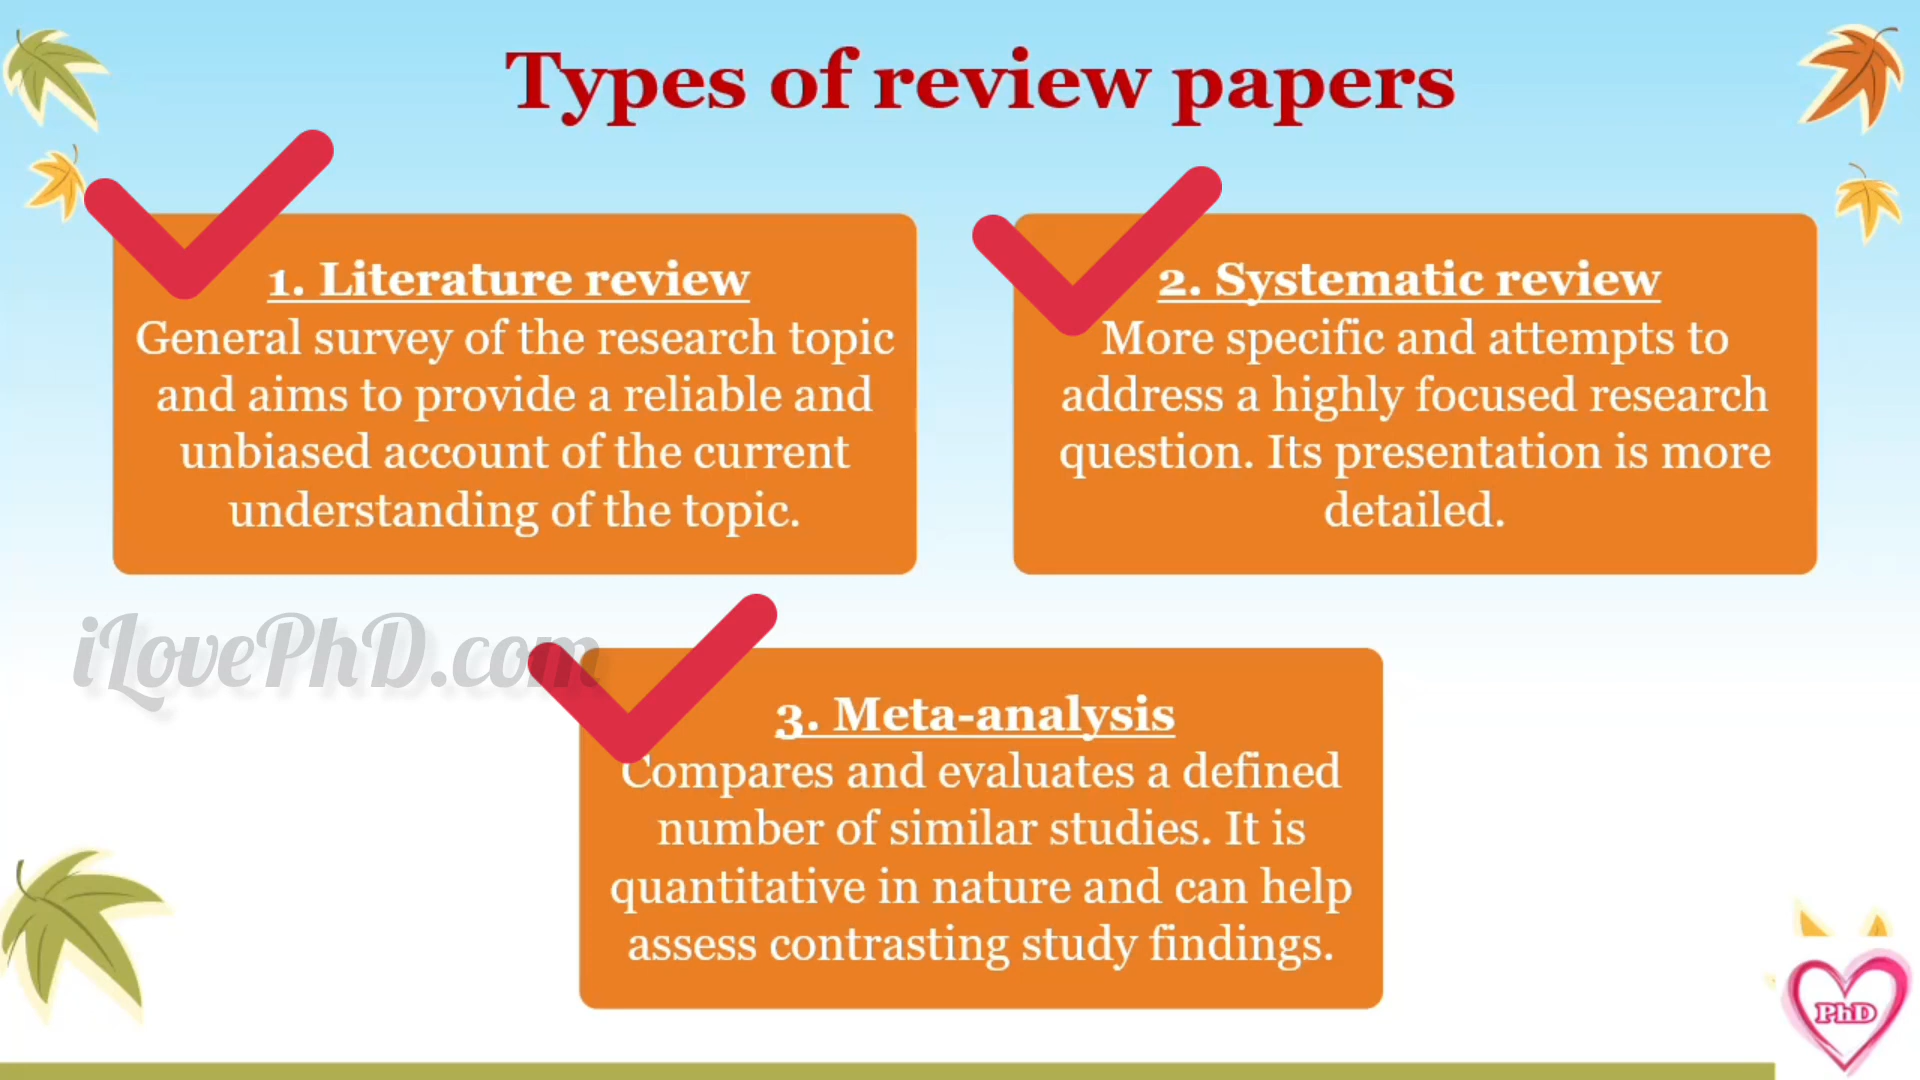 Types of review papers
1. Literature review
General survey of the research topic
and aims to provide a reliable and
unbiased account of the current
understanding of the topic.
2. Systematic review
More specific and attempts to
address a highly focused research
question. Its presentation is more
detailed.
iLovePhD.com
3. Meta-analysis
Compares and evaluates a defined
number of similar studies. It is
quantitative in nature and can help
assess contrasting study findings.
PhD